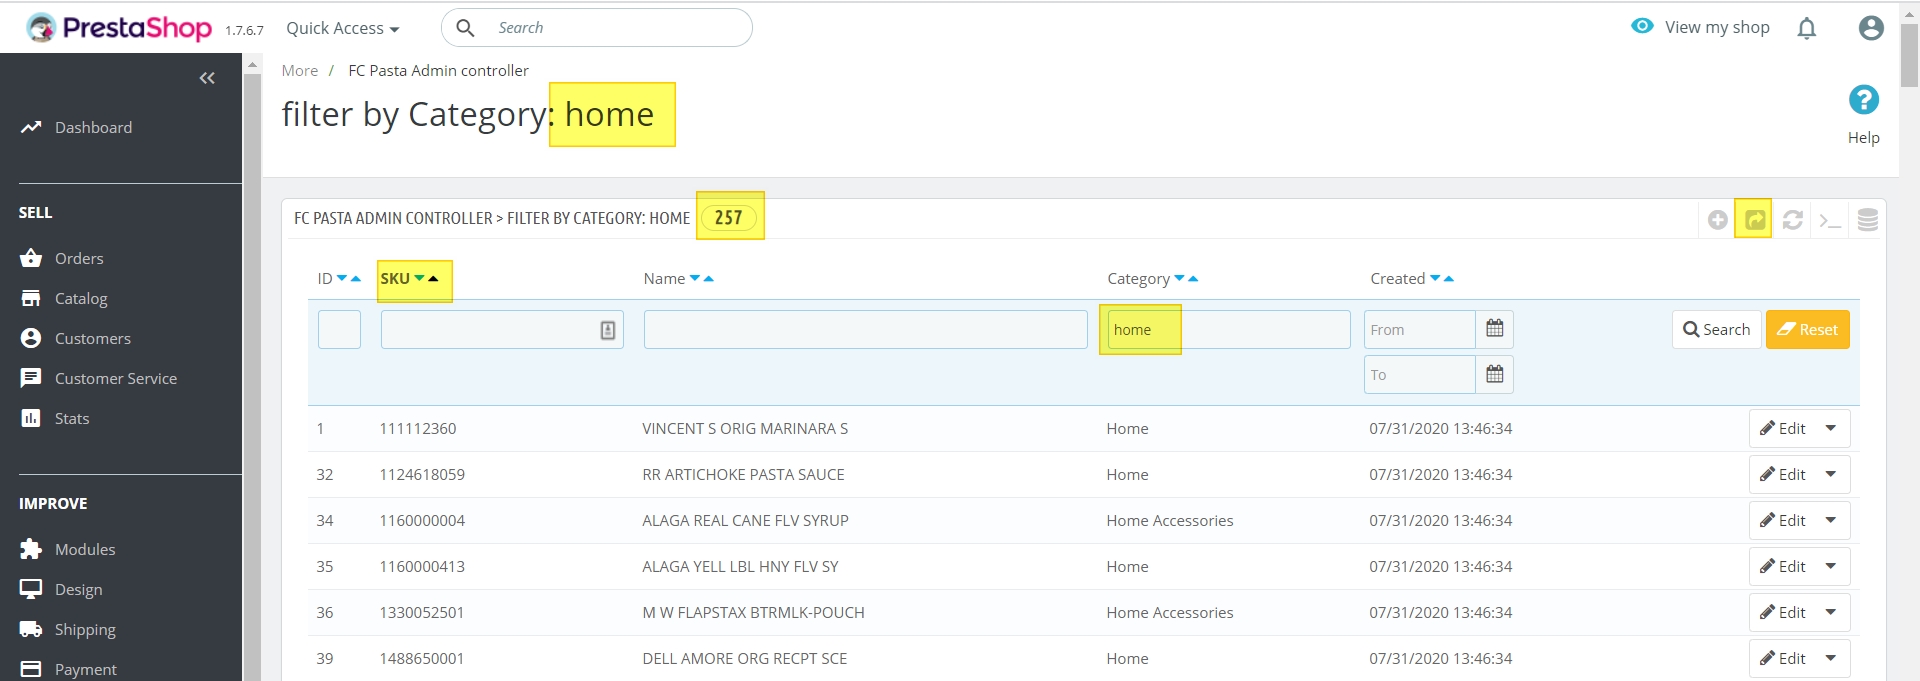 PrestaShop 1.7.6.7 Quick Access Search View my shop
More / FC Pasta Admin controller
filter by Category: home
Help
Dashboard
SELL
Orders
Catalog
Customers
Customer Service
Stats
IMPROVE
Modules
Design
Shipping
Payment
FC PASTA ADMIN CONTROLLER > FILTER BY CATEGORY: HOME 257
ID SKU Name Category Created
home From Search Reset
To
1 111112360 VINCENT S ORIG MARINARA S Home 07/31/2020 13:46:34 Edit
32 1124618059 RR ARTICHOKE PASTA SAUCE Home 07/31/2020 13:46:34 Edit
34 1160000004 ALAGA REAL CANE FLV SYRUP Home Accessories 07/31/2020 13:46:34 Edit
35 1160000413 ALAGA YELL LBL HNY FLV SY Home 07/31/2020 13:46:34 Edit
36 1330052501 M W FLAPSTAX BTRMLK-POUCH Home Accessories 07/31/2020 13:46:34 Edit
39 1488650001 DELL AMORE ORG RECPT SCE Home 07/31/2020 13:46:34 Edit